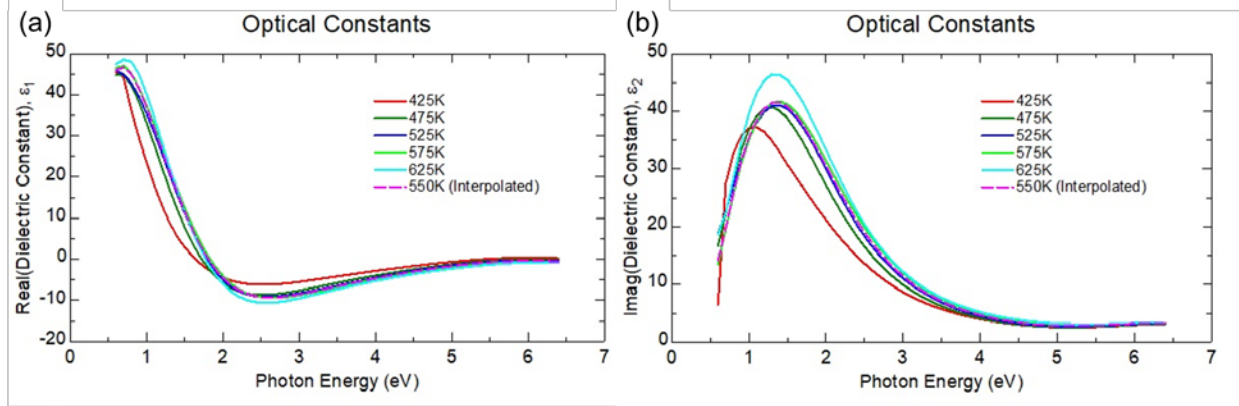 (a)
Optical Constants
Real(Dielectric Constant), ε1
50
40
30
20
10
0
-10
-20
425K
475K
525K
575K
625K
550K (Interpolated)
0 1 2 3 4 5 6 7
Photon Energy (eV)
(b)
Optical Constants
Imag(Dielectric Constant), ε2
50
40
30
20
10
0
425K
475K
525K
575K
625K
550K (Interpolated)
0 1 2 3 4 5 6 7
Photon Energy (eV)